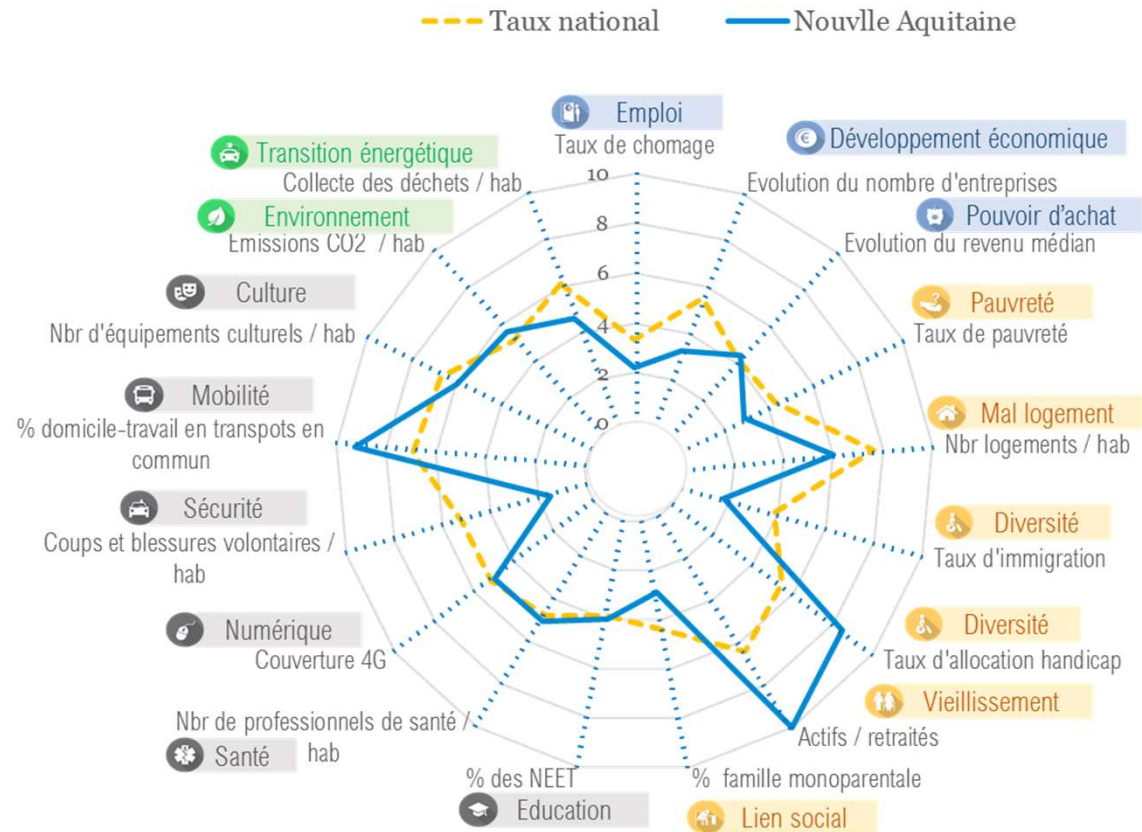 Taux national
Nouvlle Aquitaine
Emploi
Taux de chomage
Développement économique
Evolution du nombre d'entreprises
Pouvoir d'achat
Evolution du revenu médian
Pauvreté
Taux de pauvreté
Mal logement
Nbr logements / hab
Diversité
Taux d'immigration
Diversité
Taux d'allocation handicap
Vieillissement
Actifs / retraités
% famille monoparentale
Lien social
% des NEET
Education
Nbr de professionnels de santé /
hab
Santé
Numérique
Couverture 4G
Sécurité
Coups et blessures volontaires /
hab
Mobilité
% domicile-travail en transpots en
commun
Culture
Nbr d'équipements culturels / hab
Environnement
Emissions CO2 / hab
Transition énergétique
Collecte des déchets / hab
10
8
6
4
2
0